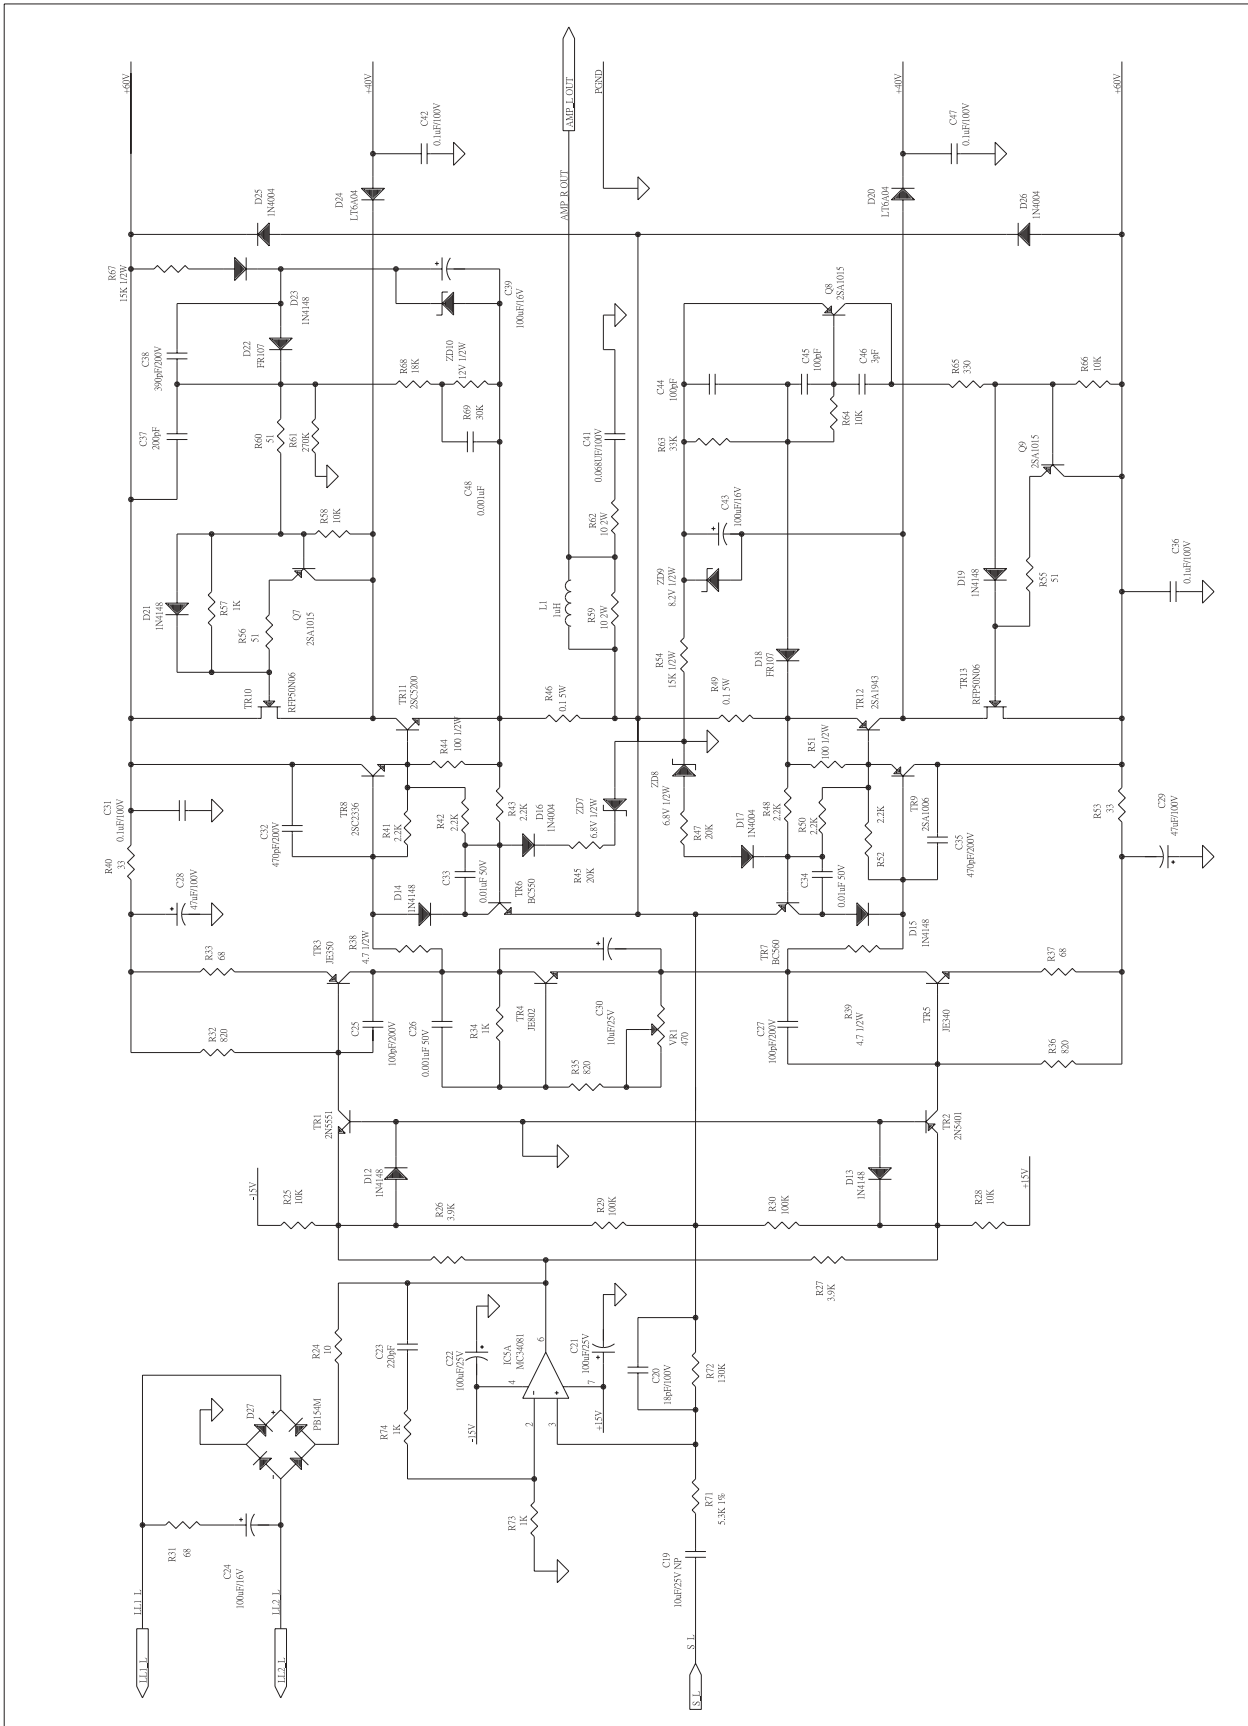 +60V
+40V
C42
0.1uF/100V
AMP_L OUT
PGND
+40V
C47
0.1uF/100V
+60V
D25
1N4004
D24
LT6A04
AMP_R OUT
D20
LT6A04
D26
1N4004
R67
15K 1/2W
D23
1N4148
C39
100uF/16V
Q8
2SA1015
C38
390pF/200V
D22
FR107
R68
18K
ZD10
12V 1/2W
C44
100pF
C45
100pF
C46
3pF
R65
330
R66
10K
C37
200pF
R60
51
R61
270K
R69
30K
C41
0.068UF/100V
R63
33K
R64
10K
Q9
2SA1015
C48
0.001uF
R58
10K
R62
10 2W
C43
100uF/16V
C36
0.1uF/100V
D21
1N4148
R57
1K
R56
51
Q7
2SA1015
L1
1uH
R59
10 2W
ZD9
8.2V 1/2W
D19
1N4148
R55
51
R54
15K 1/2W
D18
FR107
TR10
RFP50N06
TR11
2SC5200
R46
0.1 5W
R49
0.1 5W
TR12
2SA1943
TR13
RFP50N06
R44
100 1/2W
R51
100 1/2W
C31
0.1uF/100V
C32
470pF/200V
TR8
2SC2336
R41
2.2K
R42
2.2K
R43
2.2K
D16
1N4004
ZD7
6.8V 1/2W
ZD8
6.8V 1/2W
R47
20K
D17
1N4004
R48
2.2K
R50
2.2K
2.2K
R52
TR9
2SA1006
C35
470pF/200V
R53
33
C29
47uF/100V
R40
33
C28
47uF/100V
D14
1N4148
C33
0.01uF 50V
TR6
BC550
R45
20K
C34
0.01uF 50V
D15
1N4148
R33
68
TR3
JE350
R38
4.7 1/2W
TR7
BC560
R37
68
R32
820
C25
100pF/200V
C26
0.001uF 50V
R34
1K
TR4
JE802
C30
10uF/25V
R35
820
VR1
470
C27
100pF/200V
R39
4.7 1/2W
TR5
JE340
R36
820
TR1
2N5551
TR2
2N5401
D12
1N4148
D13
1N4148
-15V
R25
10K
R26
3.9K
R29
100K
R30
100K
R28
10K
+15V
R27
3.9K
R24
10
C23
220pF
C22
100uF/25V
IC5A
MC34081
6
C21
100uF/25V
C20
18pF/100V
R72
130K
4
7
2
3
D27
PB154M
R74
1K
-15V
+15V
R71
5.3K 1%
R73
1K
R31
68
C24
100uF/16V
C19
10uF/25V NP
LL1_L
LL2_L
S_L
LL1_L
LL2_L
S_L